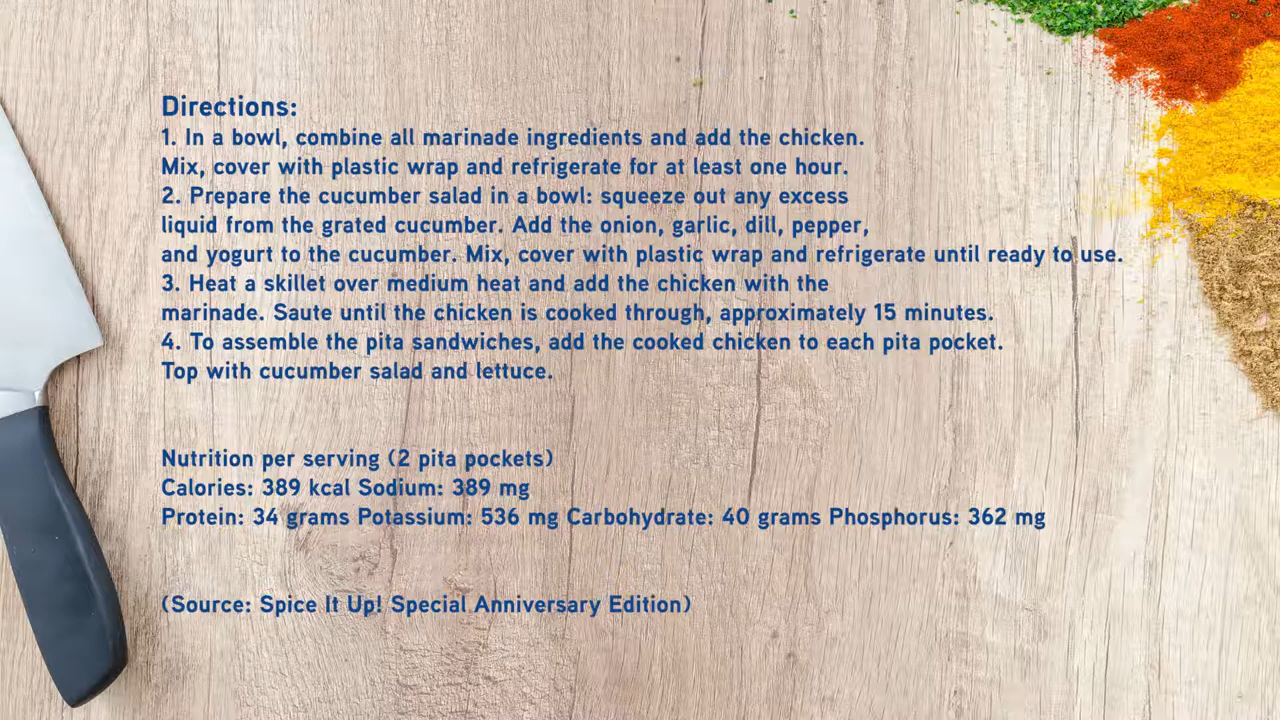 Directions:
1. In a bowl, combine all marinade ingredients and add the chicken.
Mix, cover with plastic wrap and refrigerate for at least one hour.
2. Prepare the cucumber salad in a bowl: squeeze out any excess
liquid from the grated cucumber. Add the onion, garlic, dill, pepper,
and yogurt to the cucumber. Mix, cover with plastic wrap and refrigerate until ready to use.
3. Heat a skillet over medium heat and add the chicken with the
marinade. Saute until the chicken is cooked through, approximately 15 minutes.
4. To assemble the pita sandwiches, add the cooked chicken to each pita pocket.
Top with cucumber salad and lettuce.
Nutrition per serving (2 pita pockets)
Calories: 389 kcal Sodium: 389 mg
Protein: 34 grams Potassium: 536 mg Carbohydrate: 40 grams Phosphorus: 362 mg
(Source: Spice It Up! Special Anniversary Edition)